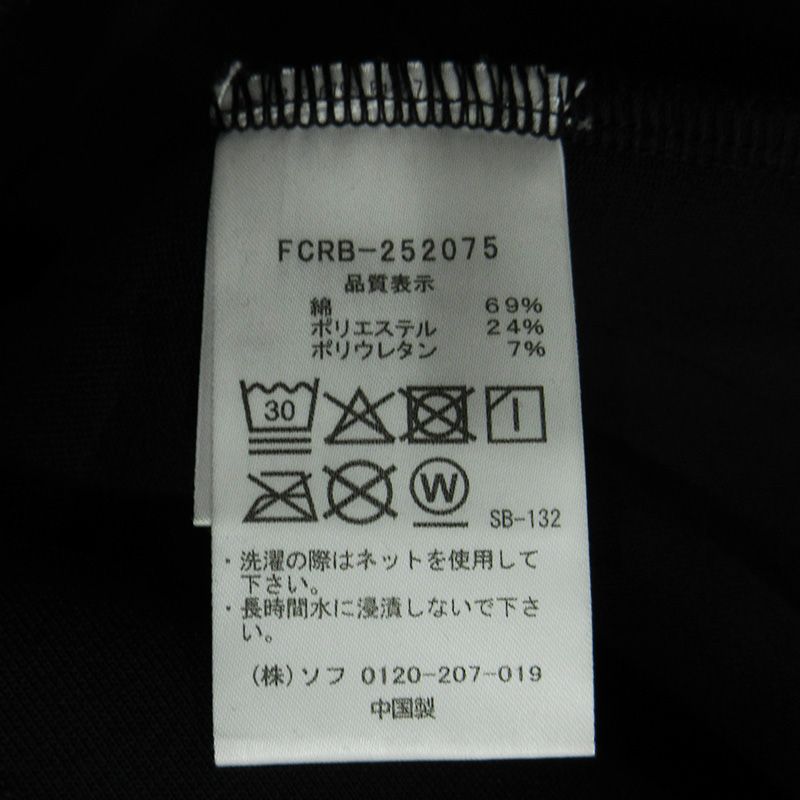 FCRB-252075
品質表示
綿 69%
ポリエステル 24%
ポリウレタン 7%
30
W
SB-132
・洗濯の際はネットを使用して
下さい。
・長時間水に浸漬しないで下さ
い。
(株)ソフ 0120-207-019
中国製